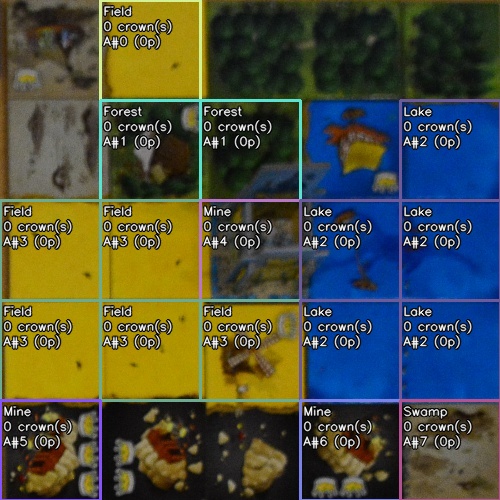 Field
0 crown(s)
A#0 (0p)
Forest
0 crown(s)
A#1 (0p)
Forest
0 crown(s)
A#1 (0p)
Lake
0 crown(s)
A#2 (0p)
Field
0 crown(s)
A#3 (0p)
Field
0 crown(s)
A#3 (0p)
Mine
0 crown(s)
A#4 (0p)
Lake
0 crown(s)
A#2 (0p)
Lake
0 crown(s)
A#2 (0p)
Field
0 crown(s)
A#3 (0p)
Field
0 crown(s)
A#3 (0p)
Field
0 crown(s)
A#3 (0p)
Lake
0 crown(s)
A#2 (0p)
Lake
0 crown(s)
A#2 (0p)
Mine
0 crown(s)
A#5 (0p)
Mine
0 crown(s)
A#6 (0p)
Swamp
0 crown(s)
A#7 (0p)